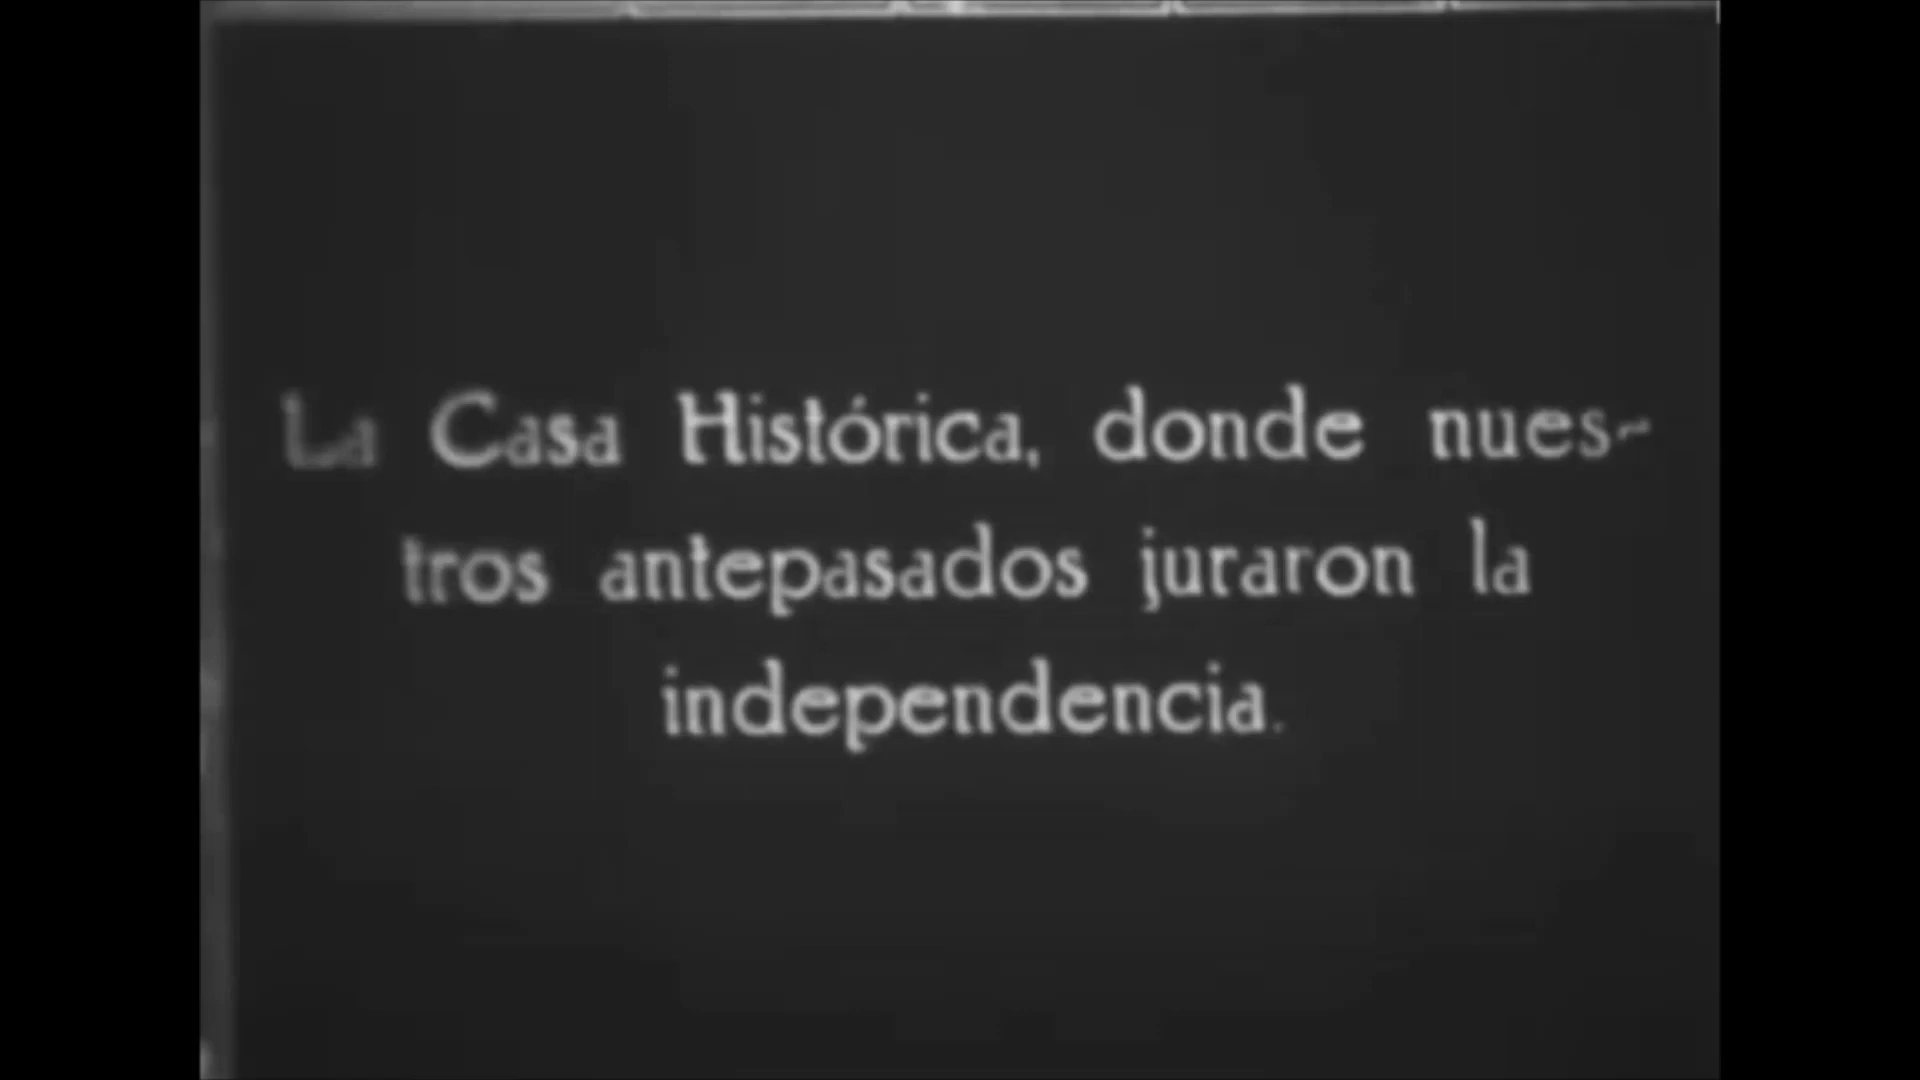 La Casa Histórica, donde nues-
tros antepasados juraron la
independencia.